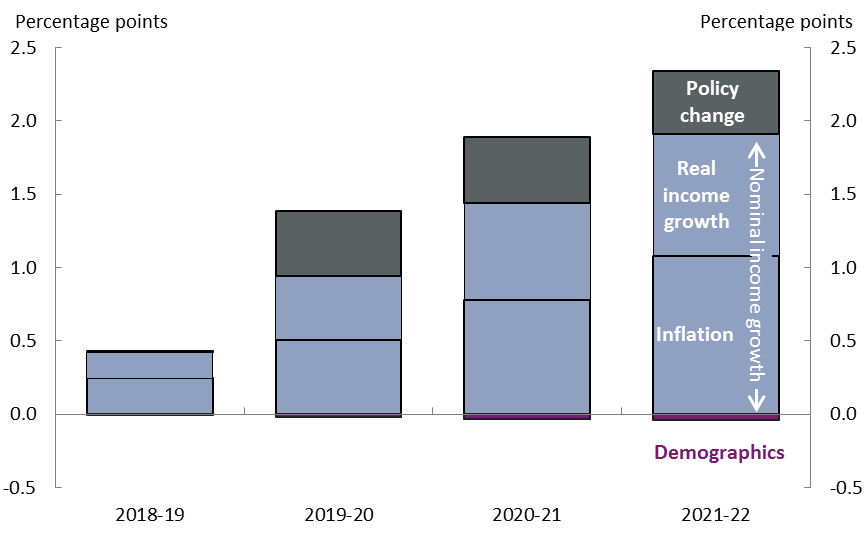 Percentage points
Percentage points
2.5
2.5
Policy
change
2.0
2.0
Real
income
growth
Nominal income growth
1.5
1.5
1.0
1.0
Inflation
0.5
0.5
0.0
0.0
Demographics
-0.5
-0.5
2018-19
2019-20
2020-21
2021-22